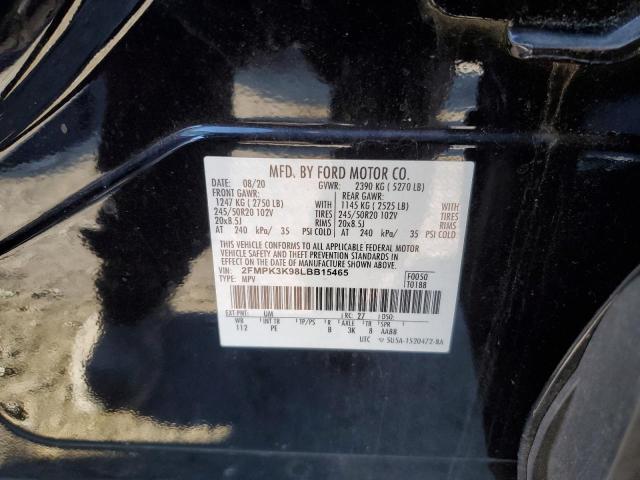 MFD. BY FORD MOTOR CO.
DATE: 08/20 GVWR: 2390 KG ( 5270 LB)
FRONT GAWR: REAR GAWR:
1247 KG (2750 LB) WITH 1145 KG ( 2525 LB) WITH
245/50R20 102V TIRES 245/50R20 102V TIRES
20x8.5J RIMS 20x8.5J RIMS
AT 240 kPa/ 35 PSI COLD AT 240 kPa/ 35 PSI COLD
THIS VEHICLE CONFORMS TO ALL APPLICABLE FEDERAL MOTOR
VEHICLE SAFETY AND THEFT PREVENTION STANDARDS IN EFFECT
ON THE DATE OF MANUFACTURE SHOWN ABOVE.
VIN: 2FMPK3K98LBB15465 F0050
TYPE: MPV T0188
EXT PNT: UM RC: 27 DSO:
WB INT TR TP/PS R AXLE TR SPR
112 PE B 3K 8 AABB
UTC 5U5A-1520472-BA